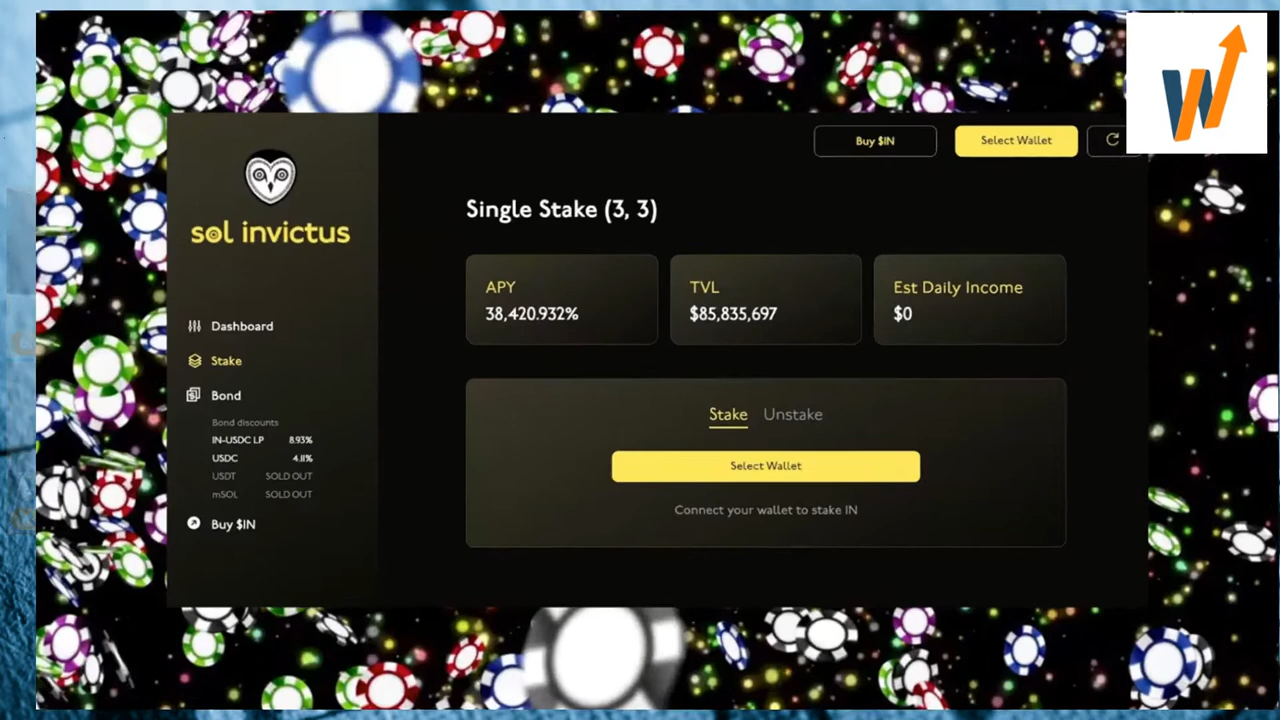 sol invictus
Dashboard
Stake
Bond
Bond discounts
IN-USDC LP 8.93%
USDC 4.11%
USDT SOLD OUT
mSOL SOLD OUT
Buy $IN
Buy $IN
Select Wallet
Single Stake (3, 3)
APY
38,420.932%
TVL
$85,835,697
Est Daily Income
$0
Stake Unstake
Select Wallet
Connect your wallet to stake IN
W